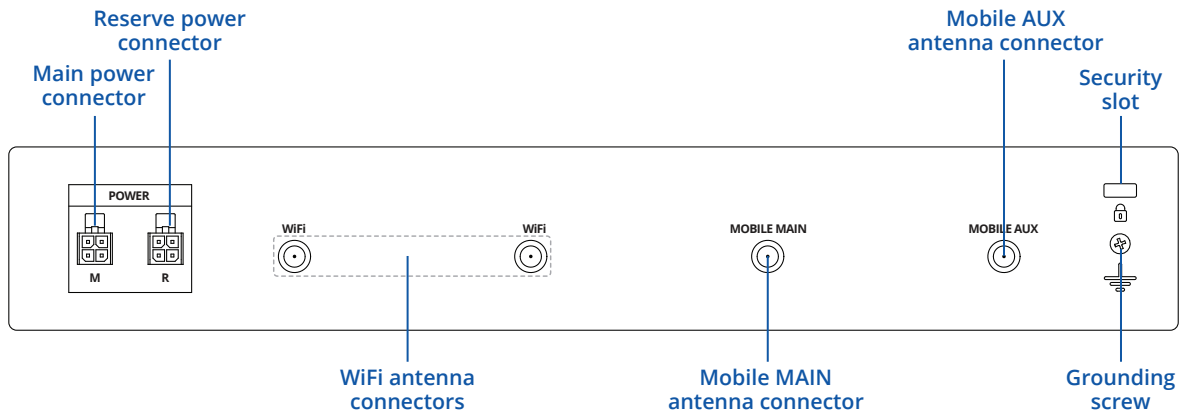 Reserve power
connector
Mobile AUX
antenna connector
Main power
connector
Security
slot
POWER
WiFi
WiFi
MOBILE MAIN
MOBILE AUX
M
R
WiFi antenna
connectors
Mobile MAIN
antenna connector
Grounding
screw